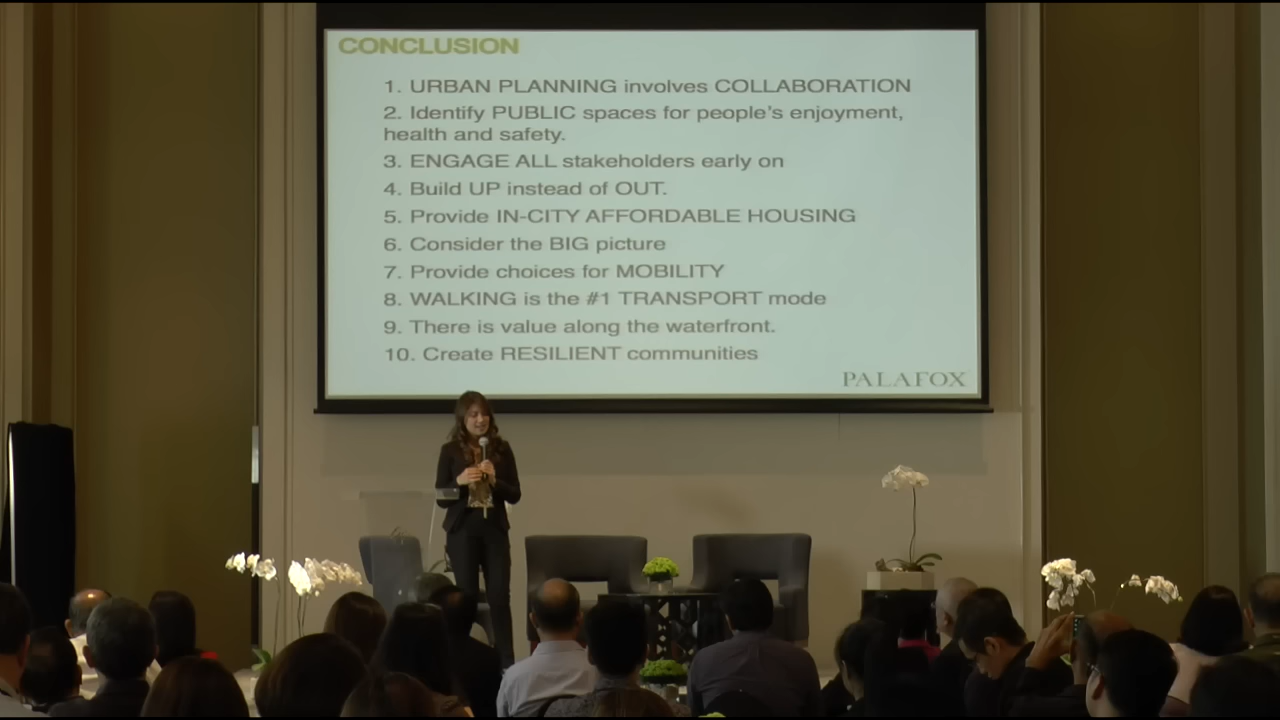 CONCLUSION
1. URBAN PLANNING involves COLLABORATION
2. Identify PUBLIC spaces for people's enjoyment,
health and safety.
3. ENGAGE ALL stakeholders early on
4. Build UP instead of OUT.
5. Provide IN-CITY AFFORDABLE HOUSING
6. Consider the BIG picture
7. Provide choices for MOBILITY
8. WALKING is the #1 TRANSPORT mode
9. There is value along the waterfront.
10. Create RESILIENT communities
PALAFOX